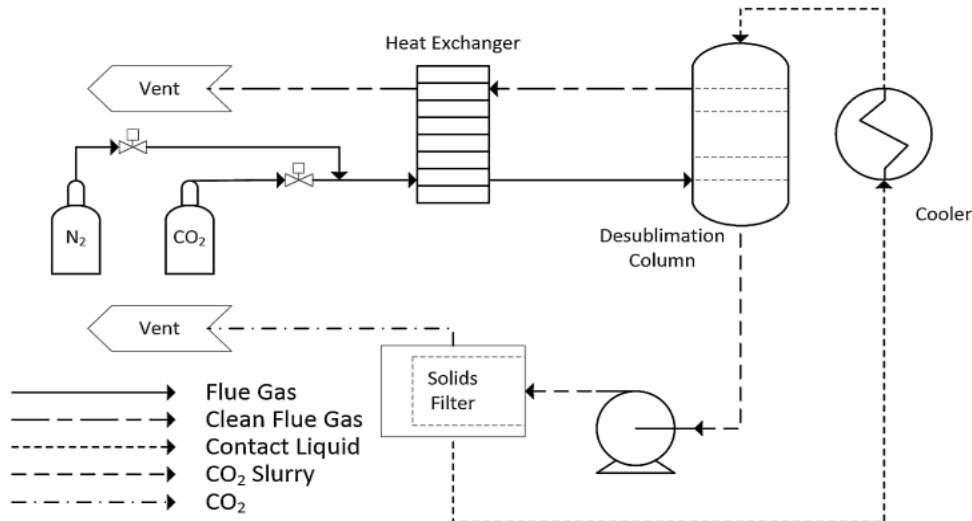 Heat Exchanger
Vent
N₂
CO₂
Desublimation
Column
Cooler
Vent
Solids
Filter
Flue Gas
Clean Flue Gas
Contact Liquid
CO₂ Slurry
CO₂